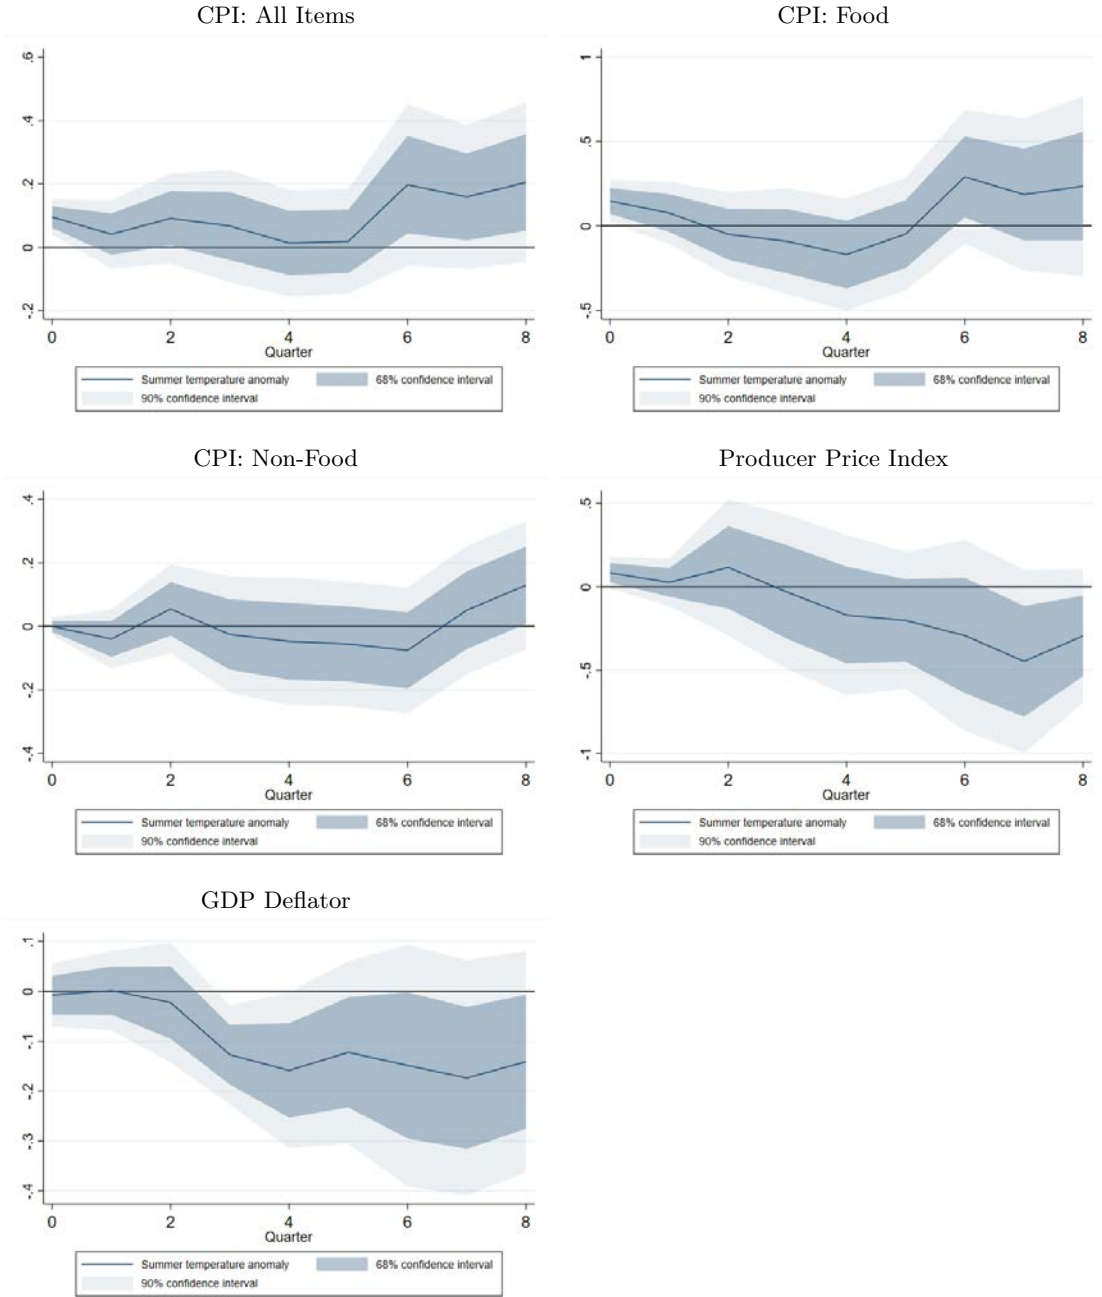 CPI: All Items
.6
.4
.2
0
-.2
0 2 4 6 8
Quarter
Summer temperature anomaly 68% confidence interval
90% confidence interval
CPI: Food
1
.5
0
-.5
0 2 4 6 8
Quarter
Summer temperature anomaly 68% confidence interval
90% confidence interval
CPI: Non-Food
.4
.2
0
-.2
-.4
0 2 4 6 8
Quarter
Summer temperature anomaly 68% confidence interval
90% confidence interval
Producer Price Index
.5
0
-.5
-1
0 2 4 6 8
Quarter
Summer temperature anomaly 68% confidence interval
90% confidence interval
GDP Deflator
.1
0
-.1
-.2
-.3
-.4
0 2 4 6 8
Quarter
Summer temperature anomaly 68% confidence interval
90% confidence interval